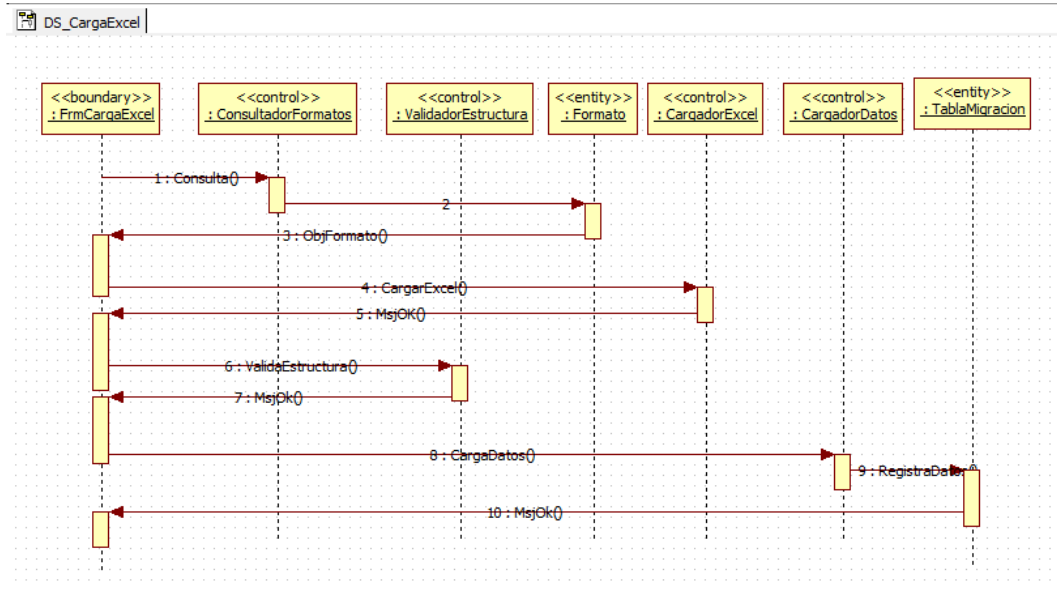 DS_CargaExcel
<<boundary>>
: FrmCargaExcel
<<control>>
: ConsultadorFormatos
<<control>>
: ValidadorEstructura
<<entity>>
: Formato
<<control>>
: CargadorExcel
<<control>>
: CargadorDatos
<<entity>>
: TablaMigracion
1 : Consulta()
2
3 : ObjFormato()
4 : CargarExcel()
5 : MsjOK()
6 : ValidaEstructura()
7 : MsjOk()
8 : CargaDatos()
9 : RegistraDatos()
10 : MsjOk()